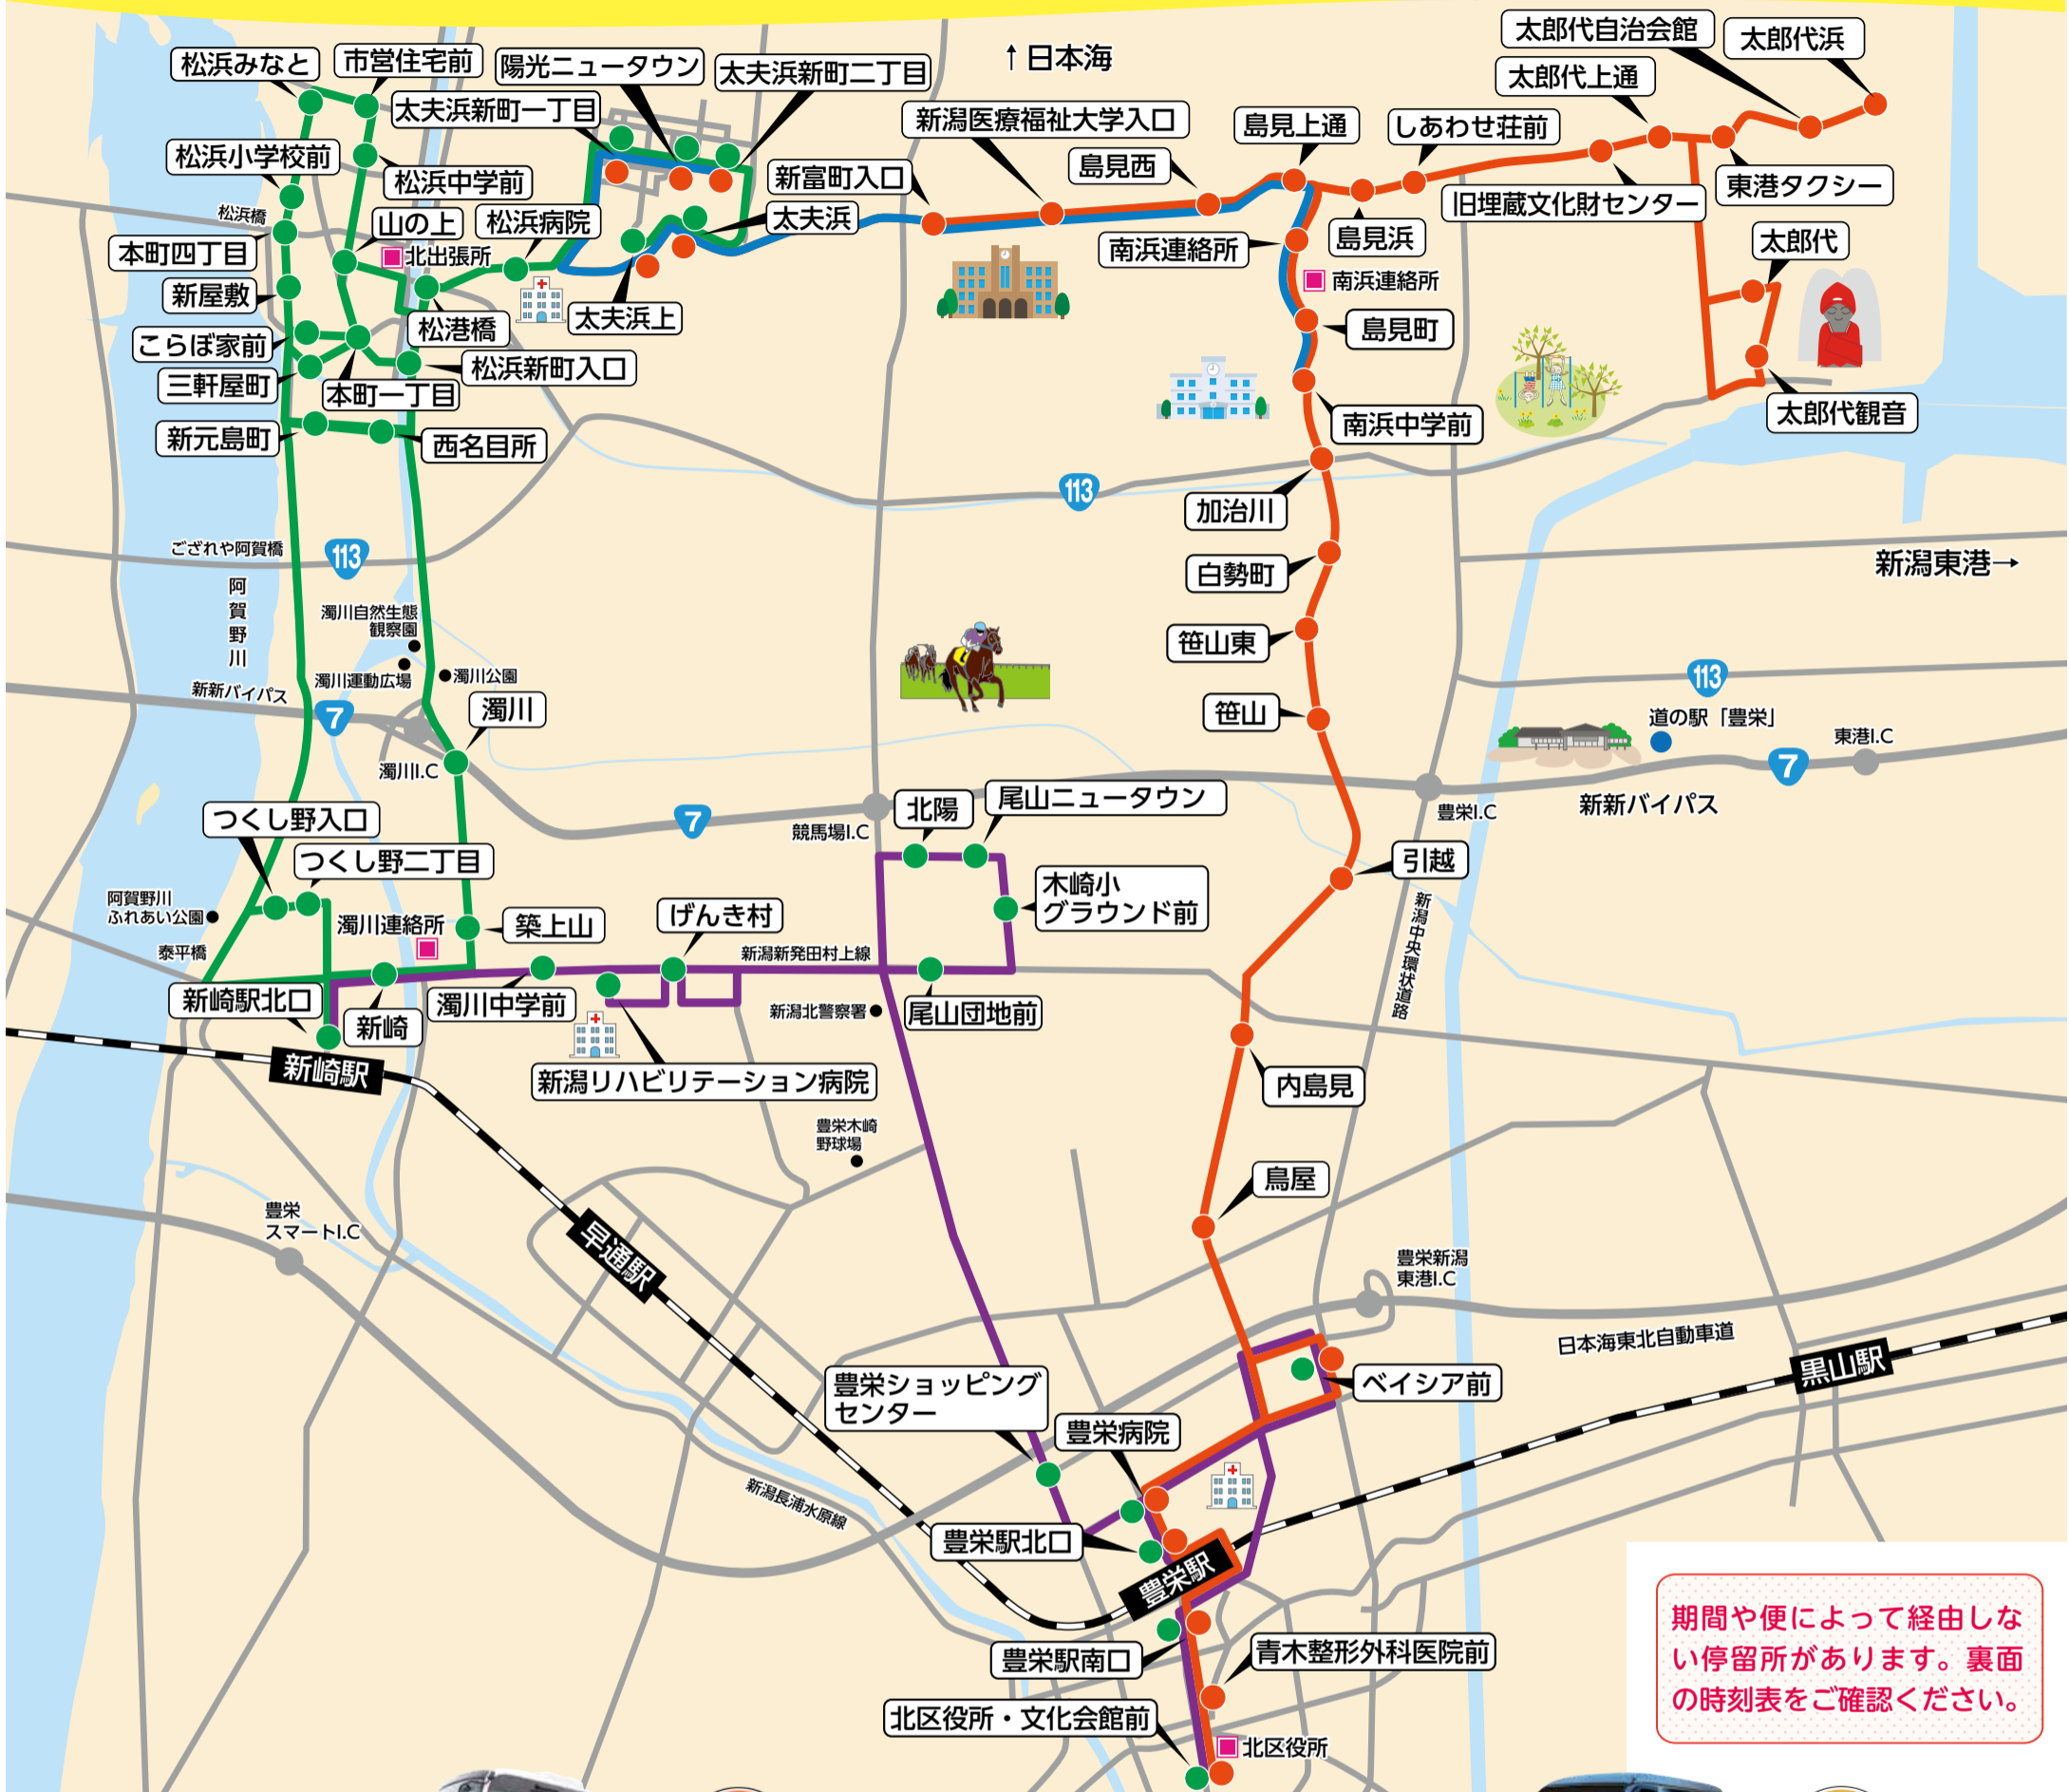 松浜みなと
市営住宅前
陽光ニュータウン
太夫浜新町二丁目
↑日本海
太郎代自治会館
太郎代浜
太郎代上通
太夫浜新町一丁目
新潟医療福祉大学入口
島見上通
しあわせ荘前
松浜小学校前
松浜中学前
新富町入口
島見西
旧埋蔵文化財センター
東港タクシー
松浜橋
山の上
松浜病院
太夫浜
本町四丁目
北出張所
南浜連絡所
島見浜
太郎代
南浜連絡所
新屋敷
松港橋
太夫浜上
島見町
こらぼ家前
三軒屋町
本町一丁目
松浜新町入口
太郎代観音
新元島町
西名目所
南浜中学前
113
加治川
ござれや阿賀橋
113
白勢町
新潟東港→
阿賀野川
濁川自然生態
観察園
笹山東
濁川運動広場
濁川公園
113
新新バイパス
7
濁川
笹山
道の駅「豊栄」
東港I.C
濁川I.C
7
新新バイパス
7
競馬場I.C
北陽
尾山ニュータウン
豊栄I.C
つくし野入口
つくし野二丁目
引越
木崎小
グラウンド前
阿賀野川
ふれあい公園
濁川連絡所
築上山
げんき村
新潟中央環状道路
泰平橋
新潟新発田村上線
新崎駅北口
新崎
濁川中学前
新潟北警察署
尾山団地前
新崎駅
新潟リハビリテーション病院
内島見
豊栄木崎
野球場
鳥屋
豊栄
スマートI.C
早通駅
豊栄新潟
東港I.C
日本海東北自動車道
黒山駅
豊栄ショッピング
センター
ベイシア前
豊栄病院
新潟長浦水原線
豊栄駅北口
豊栄駅
豊栄駅南口
青木整形外科医院前
北区役所・文化会館前
北区役所
期間や便によって経由しな
い停留所があります。裏面
の時刻表をご確認ください。